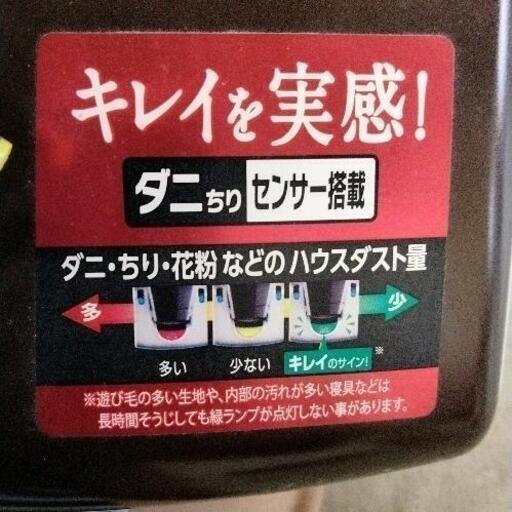 キレイを実感!
ダニちり センサー搭載
ダニ・ちり・花粉などのハウスダスト量
多 少
多い 少ない キレイのサイン! ※
※遊び毛の多い生地や、内部の汚れが多い寝具などは
長時間そうじしても緑ランプが点灯しない事があります。